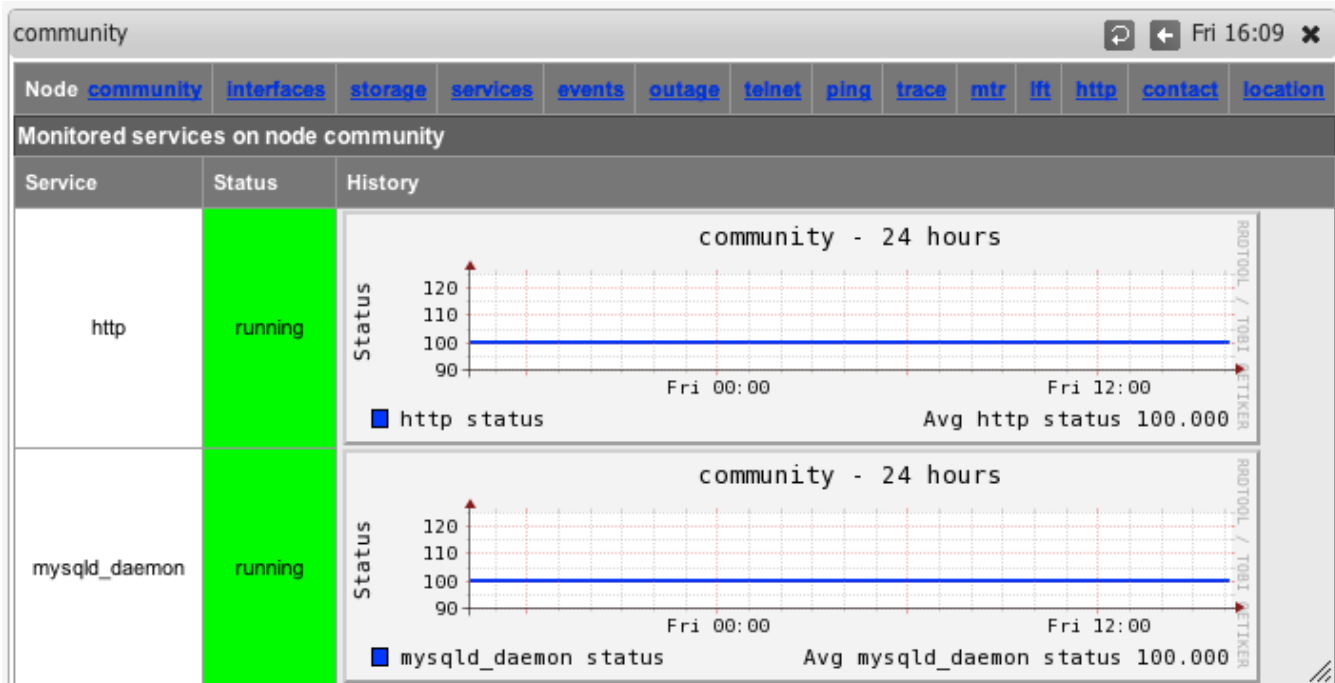 community Fri 16:09
Node community interfaces storage services events outage telnet ping trace mtr lft http contact location
Monitored services on node community
Service Status History
community - 24 hours
RRDTOOL / TOBI OETIKER
Status
120
110
100
90
http running
Fri 00:00 Fri 12:00
http status Avg http status 100.000
community - 24 hours
RRDTOOL / TOBI OETIKER
Status
120
110
100
90
mysqld_daemon running
Fri 00:00 Fri 12:00
mysqld_daemon status Avg mysqld_daemon status 100.000